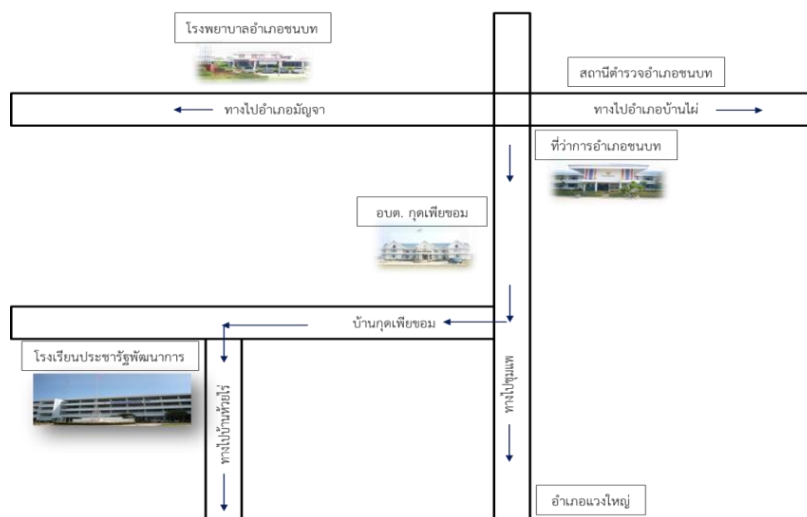 โรงพยาบาลอำเภอชนบท
สถานีตำรวจอำเภอชนบท
ทางไปอำเภอมัญจา
ทางไปอำเภอบ้านไผ่
ที่ว่าการอำเภอชนบท
อบต. กุดเพียขอม
บ้านกุดเพียขอม
โรงเรียนประชารัฐพัฒนาการ
ทางไปบ้านห้วยไร่
ทางไปชุมแพ
อำเภอแวงใหญ่